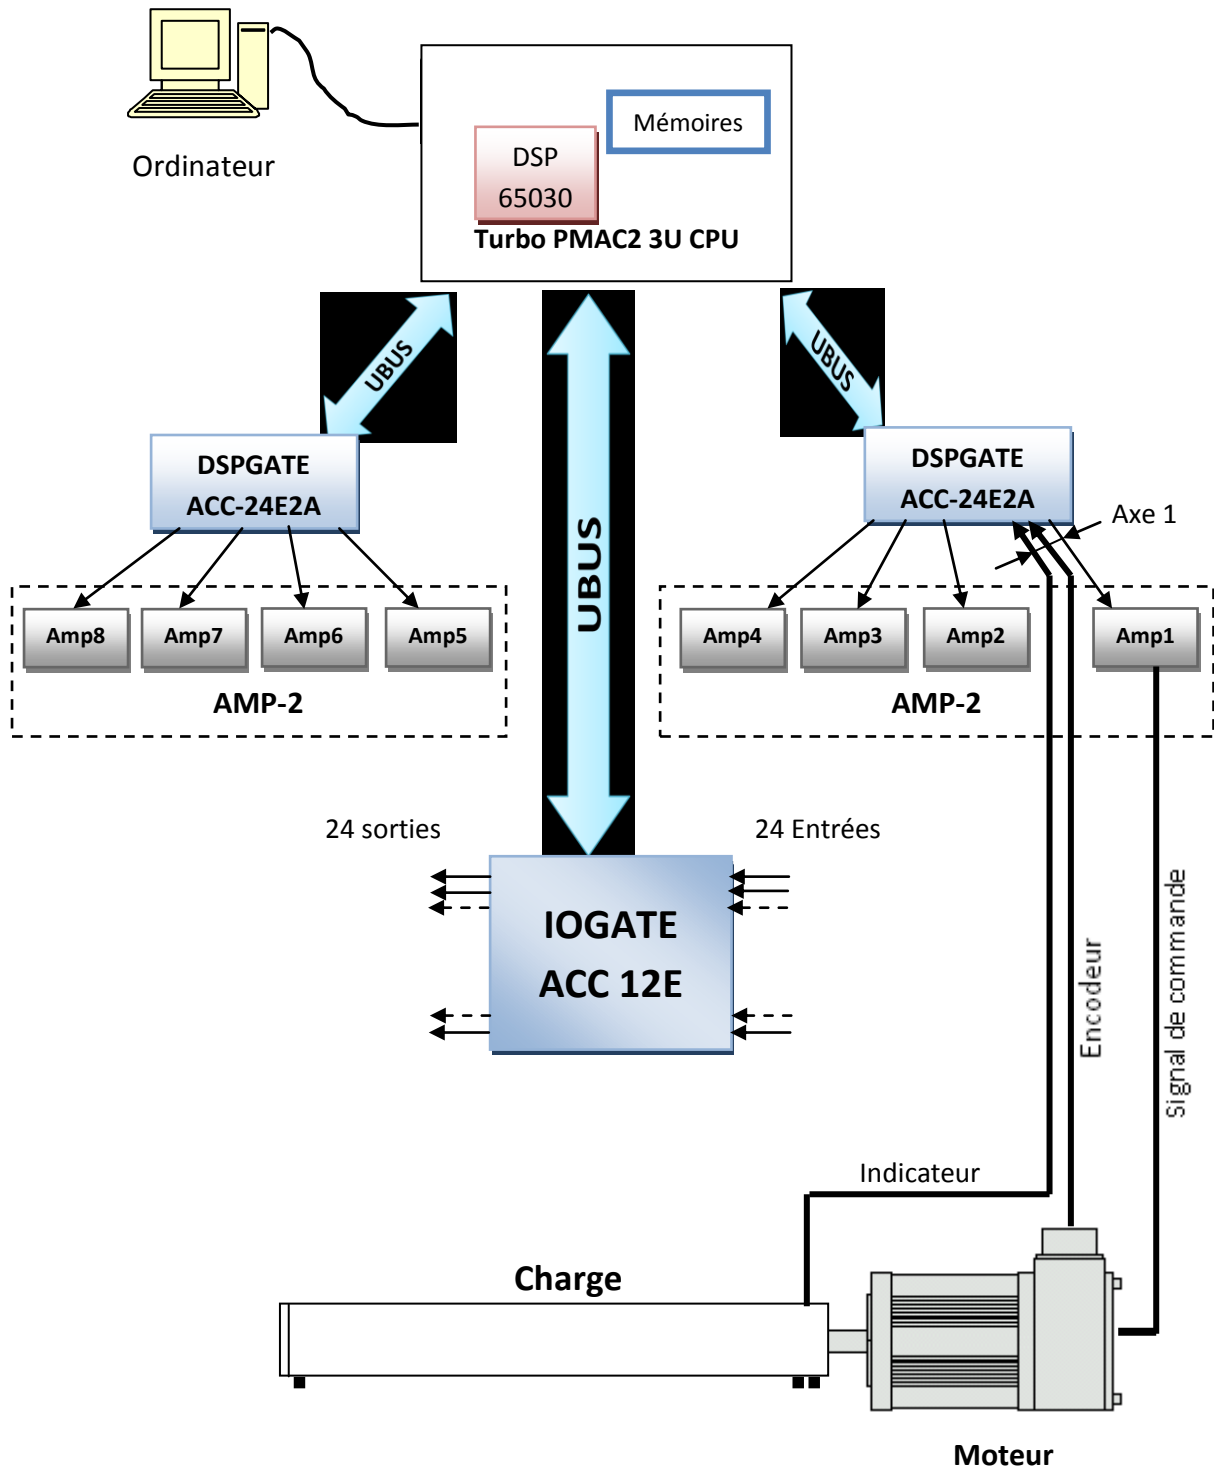 Ordinateur
Mémoires
DSP
65030
Turbo PMAC2 3U CPU
UBUS
UBUS
UBUS
DSPGATE
ACC-24E2A
DSPGATE
ACC-24E2A
Axe 1
Amp8
Amp7
Amp6
Amp5
AMP-2
Amp4
Amp3
Amp2
Amp1
AMP-2
24 sorties
24 Entrées
IOGATE
ACC 12E
Encodeur
Signal de commande
Indicateur
Charge
Moteur